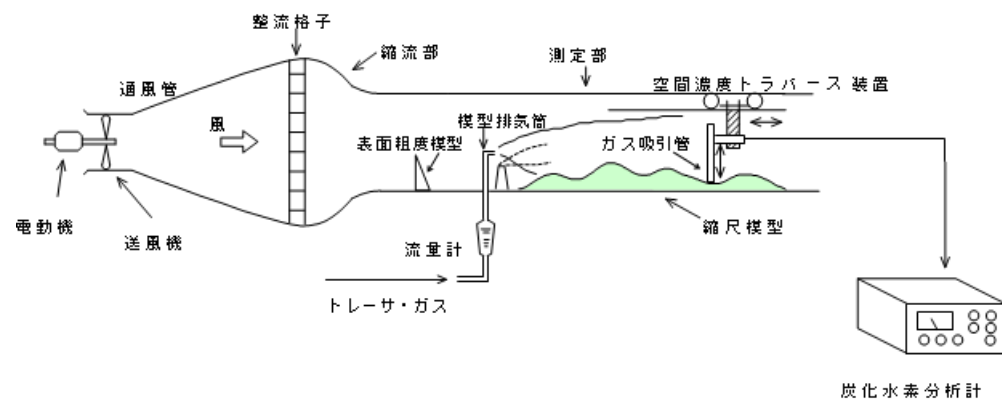 整流格子
縮流部
測定部
通風管
空間濃度トラバース装置
風
模型排気筒
表面粗度模型
ガス吸引管
電動機
送風機
流量計
縮尺模型
トレーサ・ガス
炭化水素分析計